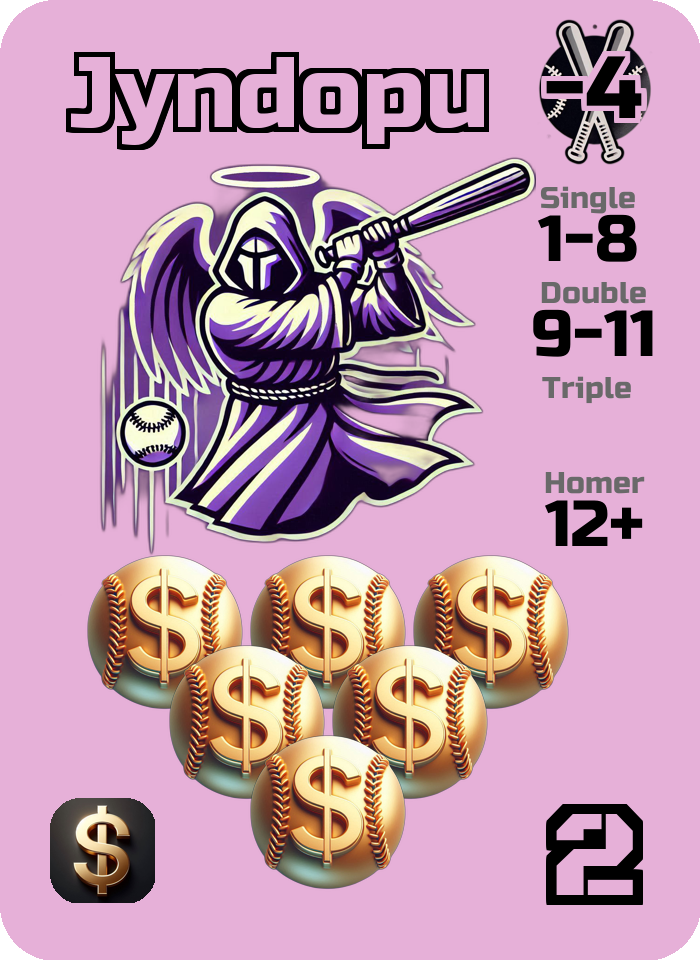 Jyndopu
-4
Single
1-8
Double
9-11
Triple
Homer
12+
$ $ $
$ $
$
$
2